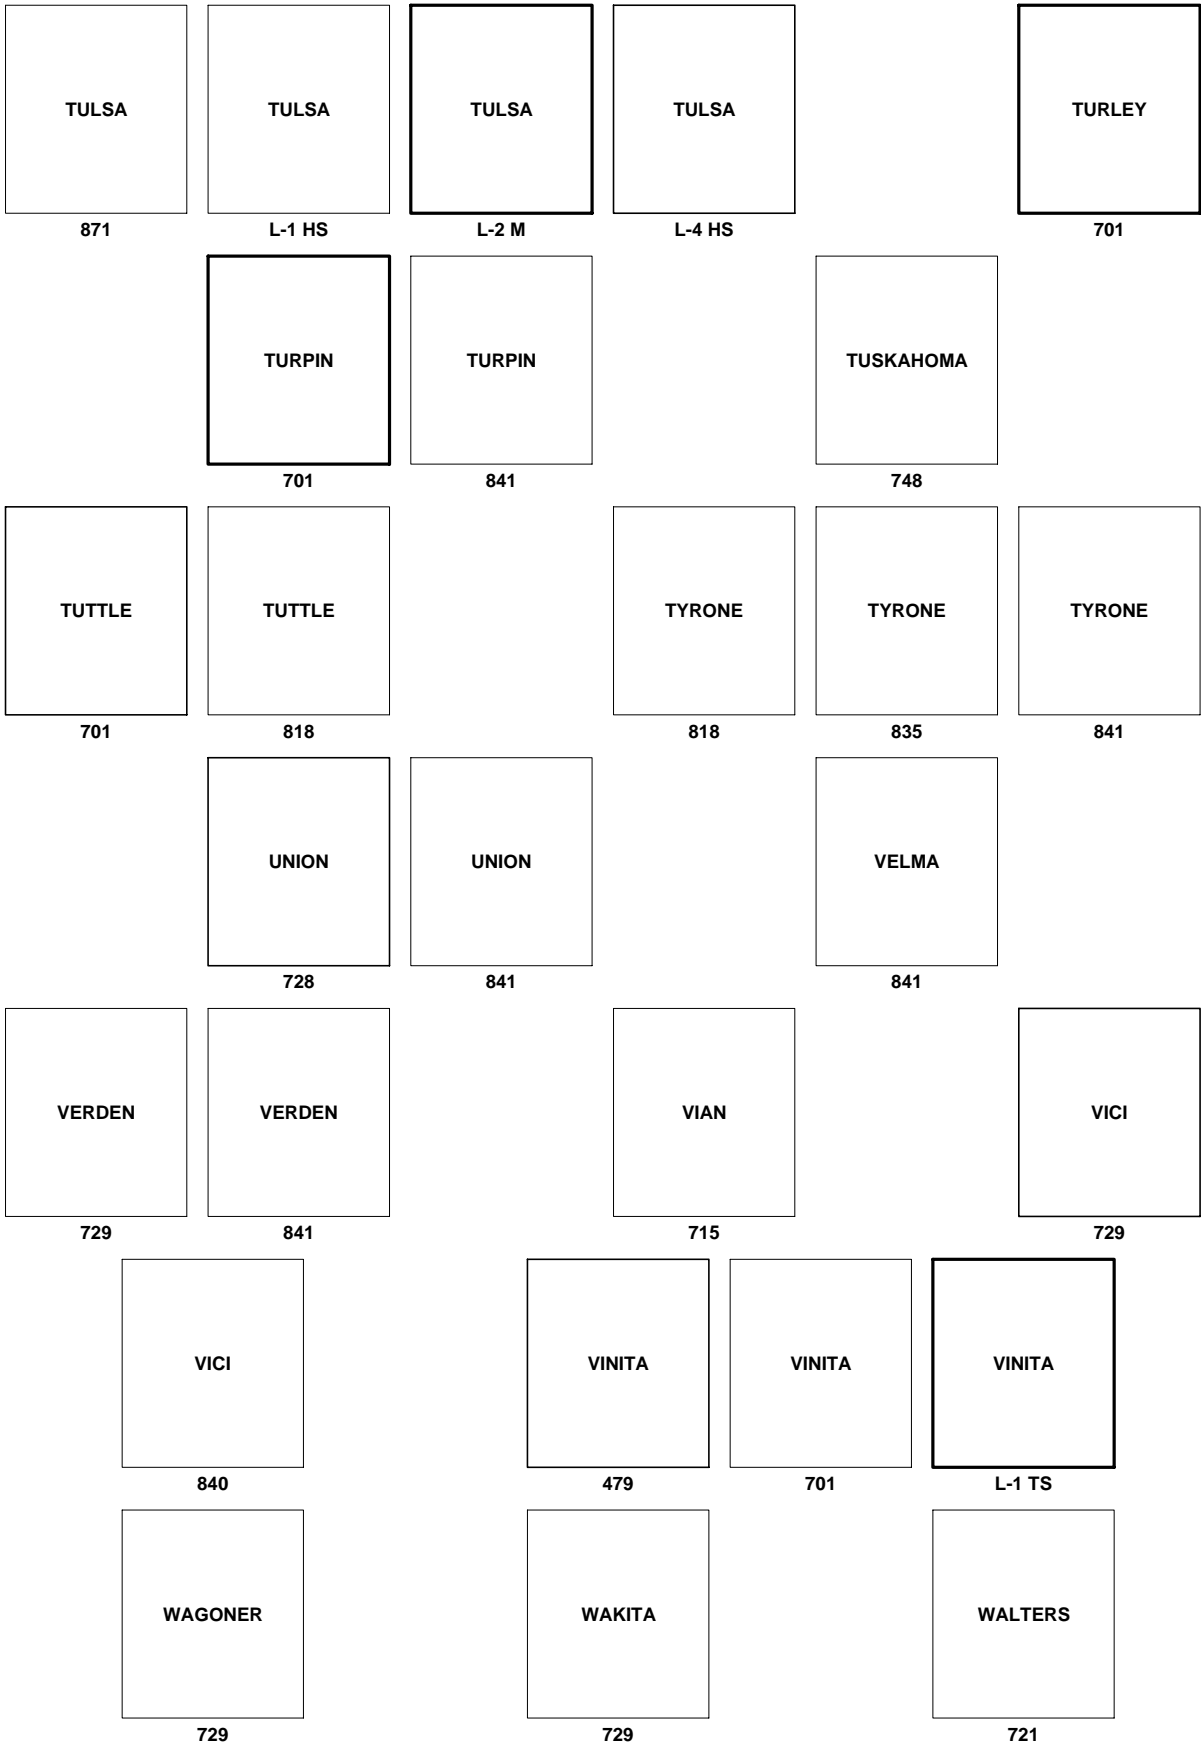 TULSA TULSA TULSA TULSA TURLEY
871 L-1 HS L-2 M L-4 HS 701
TURPIN TURPIN TUSKAHOMA
701 841 748
TUTTLE TUTTLE TYRONE TYRONE TYRONE
701 818 818 835 841
UNION UNION VELMA
728 841 841
VERDEN VERDEN VIAN VICI
729 841 715 729
VICI VINITA VINITA VINITA
840 479 701 L-1 TS
WAGONER WAKITA WALTERS
729 729 721